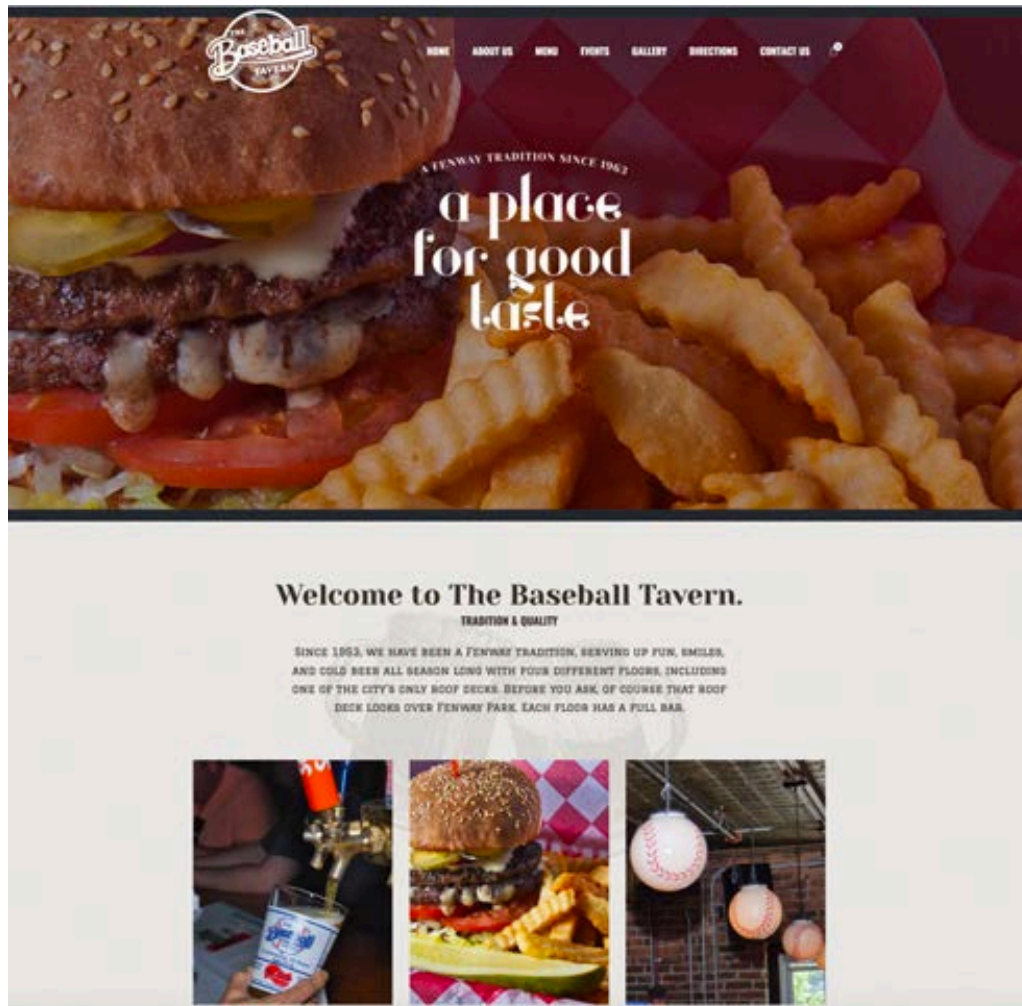 THE
Baseball
TAVERN
HOME ABOUT US MENU EVENTS GALLERY DIRECTIONS CONTACT US
A FENWAY TRADITION SINCE 1963
a place
for good
taste
Welcome to The Baseball Tavern.
TRADITION & QUALITY
SINCE 1963, WE HAVE BEEN A FENWAY TRADITION, SERVING UP FUN, SMILES,
AND COLD BEER ALL SEASON LONG WITH FOUR DIFFERENT FLOORS, INCLUDING
ONE OF THE CITY'S ONLY ROOF DECKS. BEFORE YOU ASK, OF COURSE THAT ROOF
DECK LOOKS OVER FENWAY PARK. EACH FLOOR HAS A FULL BAR.